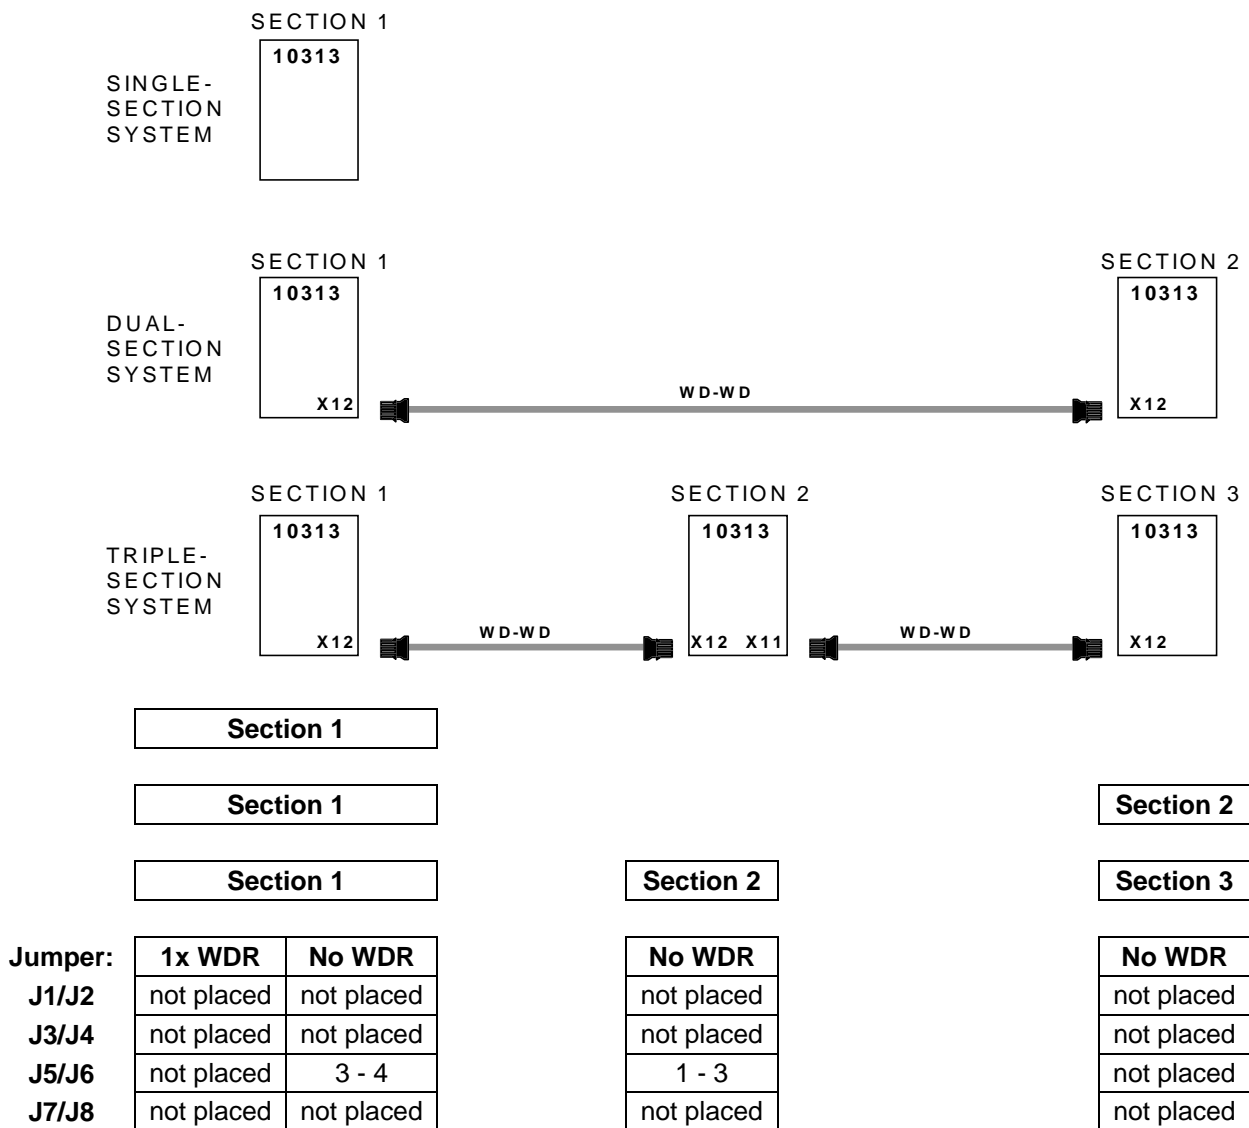 SECTION 1
10313
SINGLE-
SECTION
SYSTEM
SECTION 1
SECTION 2
10313
10313
DUAL-
SECTION
SYSTEM
WD-WD
X12
X12
SECTION 1
SECTION 2
SECTION 3
10313
10313
10313
TRIPLE-
SECTION
SYSTEM
WD-WD
WD-WD
X12
X12 X11
X12
Section 1
Section 1
Section 2
Section 1
Section 2
Section 3
Jumper: 1x WDR No WDR No WDR No WDR
J1/J2 not placed not placed not placed not placed
J3/J4 not placed not placed not placed not placed
J5/J6 not placed 3 - 4 1 - 3 not placed
J7/J8 not placed not placed not placed not placed